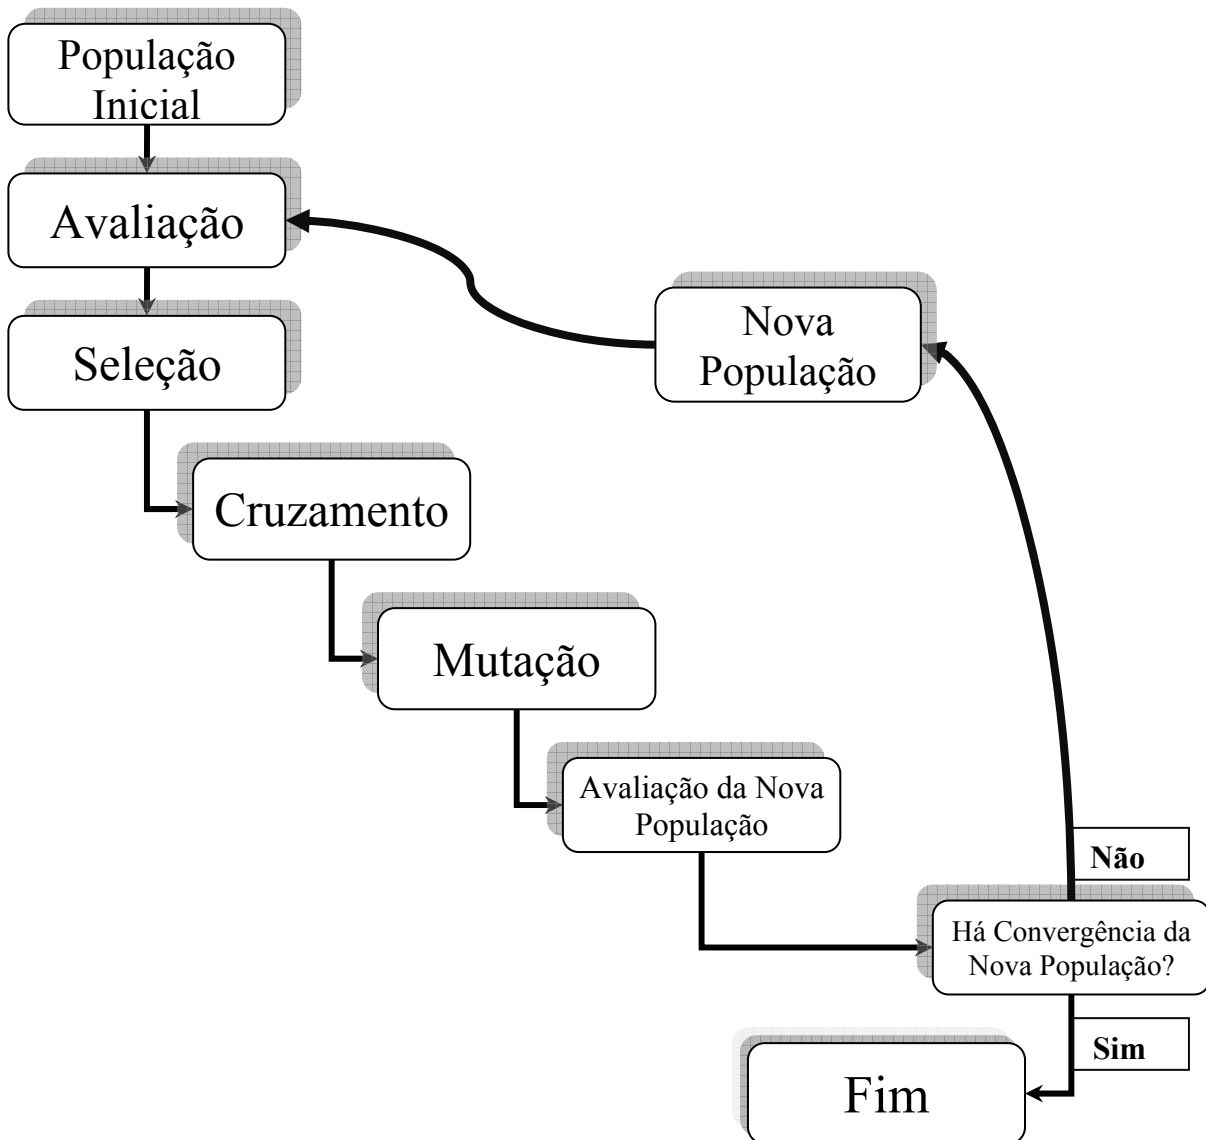 População
Inicial
Avaliação
Nova
População
Seleção
Cruzamento
Mutação
Avaliação da Nova
População
Não
Há Convergência da
Nova População?
Sim
Fim